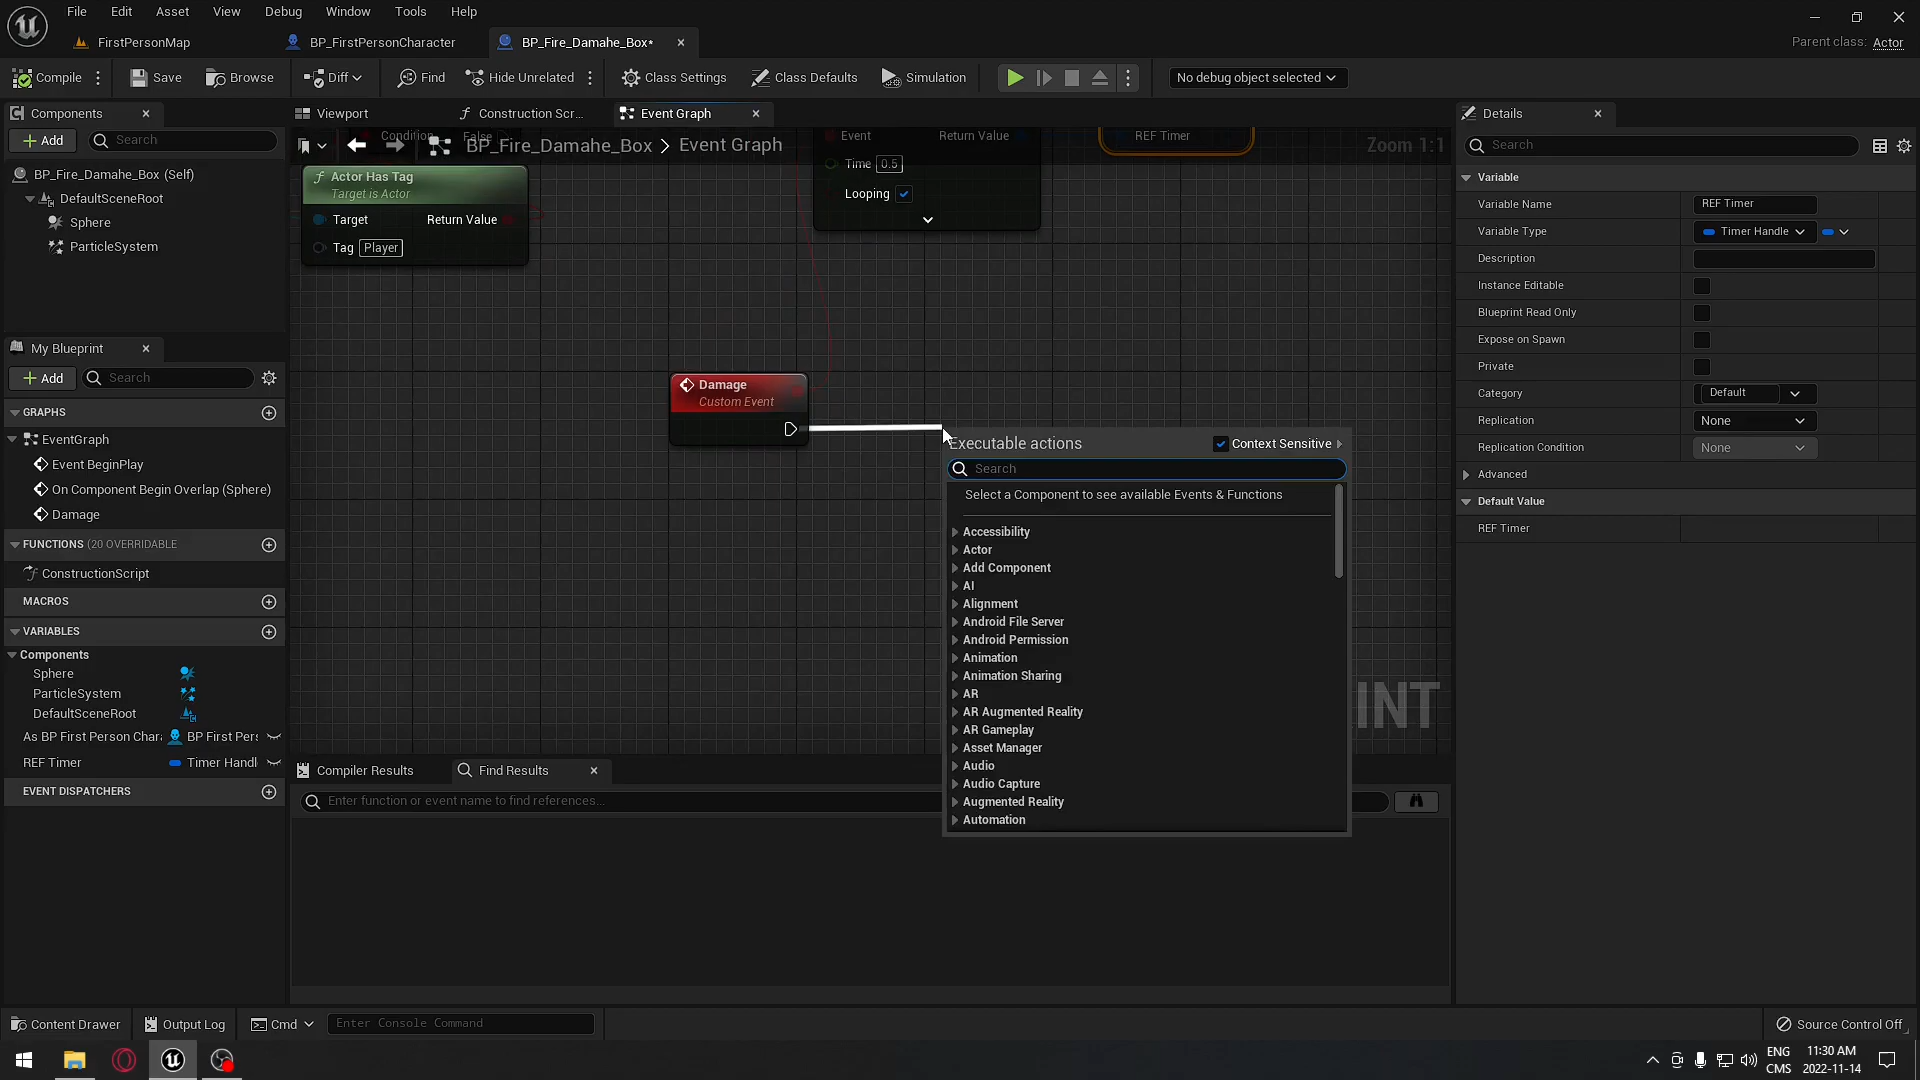 File Edit Asset View Debug Window Tools Help
FirstPersonMap BP_FirstPersonCharacter BP_Fire_Damahe_Box*
Parent class: Actor
Compile Save Browse Diff Find Hide Unrelated Class Settings Class Defaults Simulation No debug object selected
Components
Add Search
BP_Fire_Damahe_Box (Self)
DefaultSceneRoot
Sphere
ParticleSystem
My Blueprint
Add Search
GRAPHS
EventGraph
Event BeginPlay
On Component Begin Overlap (Sphere)
Damage
FUNCTIONS (20 OVERRIDABLE
ConstructionScript
MACROS
VARIABLES
Components
Sphere
ParticleSystem
DefaultSceneRoot
As BP First Person Chara BP First Pers
REF Timer Timer Handl
EVENT DISPATCHERS
Viewport Construction Scr... Event Graph
Condition False
BP_Fire_Damahe_Box > Event Graph
Zoom 1:1
Event Return Value
Time 0.5
Looping
REF Timer
Actor Has Tag
Target is Actor
Target Return Value
Tag Player
Damage
Custom Event
Executable actions Context Sensitive
Search
Select a Component to see available Events & Functions
Accessibility
Actor
Add Component
AI
Alignment
Android File Server
Android Permission
Animation
Animation Sharing
AR
AR Augmented Reality
AR Gameplay
Asset Manager
Audio
Audio Capture
Augmented Reality
Automation
INT
Compiler Results Find Results
Enter function or event name to find references...
Details
Search
Variable
Variable Name REF Timer
Variable Type Timer Handle
Description
Instance Editable
Blueprint Read Only
Expose on Spawn
Private
Category Default
Replication None
Replication Condition None
Advanced
Default Value
REF Timer
Content Drawer Output Log Cmd Enter Console Command Source Control Off
ENG 11:30 AM
CMS 2022-11-14